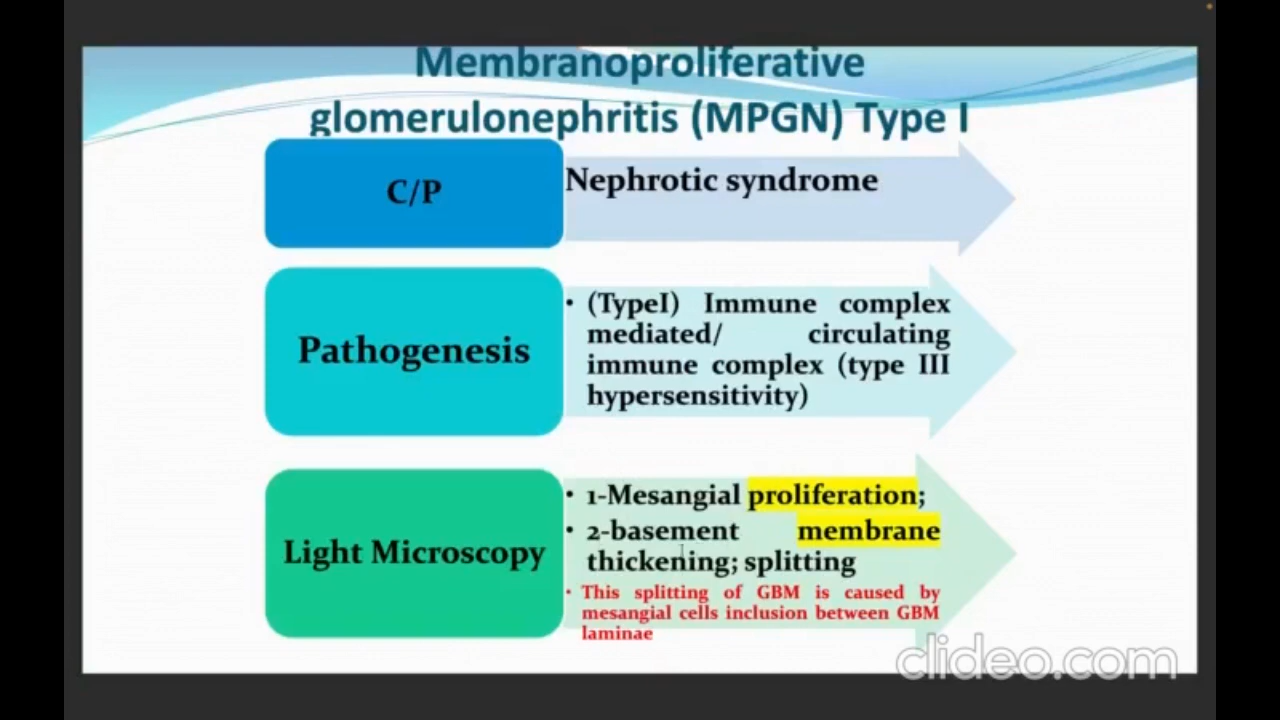 Membranoproliferative
glomerulonephritis (MPGN) Type I
C/P
Nephrotic syndrome
Pathogenesis
• (TypeI) Immune complex
mediated/ circulating
immune complex (type III
hypersensitivity)
Light Microscopy
• 1-Mesangial proliferation;
• 2-basement membrane
thickening; splitting
• This splitting of GBM is caused by
mesangial cells inclusion between GBM
laminae
clideo.com